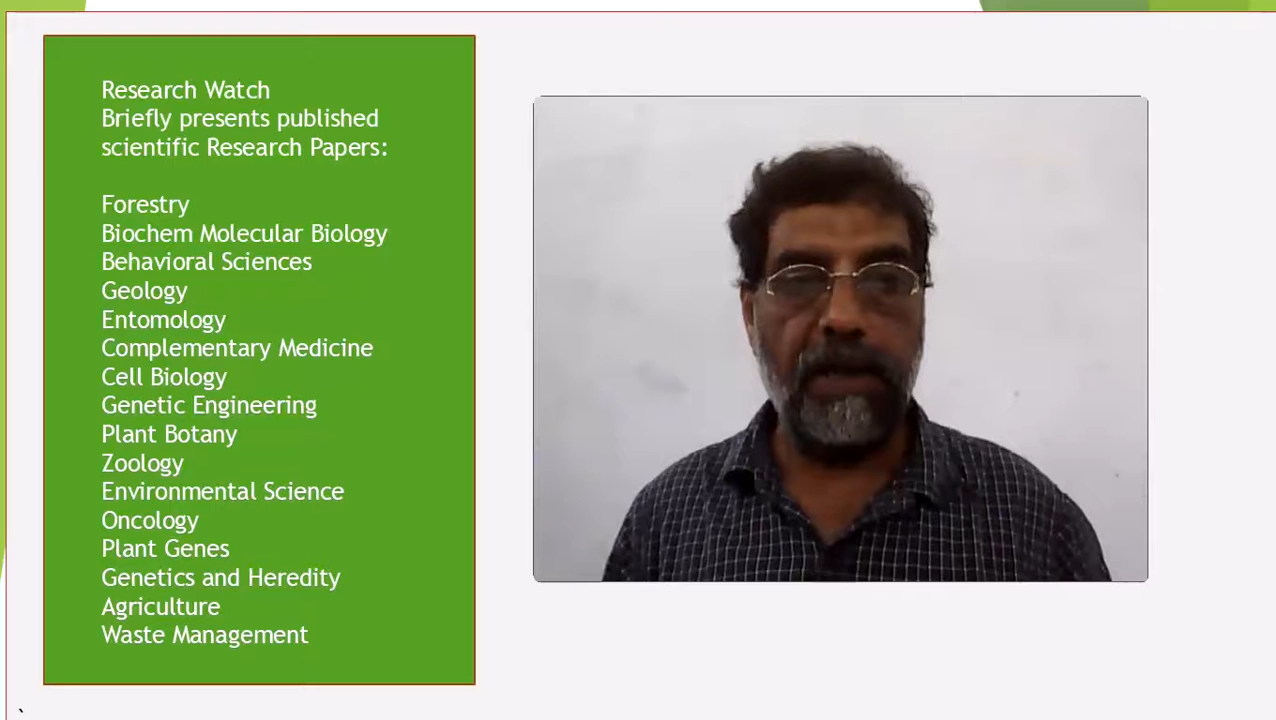 Research Watch
Briefly presents published
scientific Research Papers:
Forestry
Biochem Molecular Biology
Behavioral Sciences
Geology
Entomology
Complementary Medicine
Cell Biology
Genetic Engineering
Plant Botany
Zoology
Environmental Science
Oncology
Plant Genes
Genetics and Heredity
Agriculture
Waste Management
`